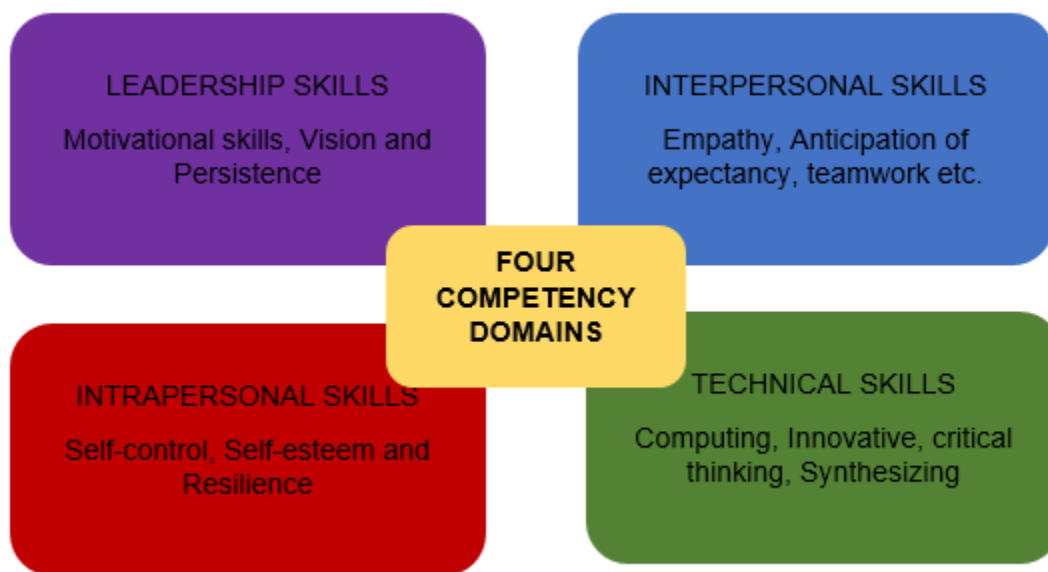 LEADERSHIP SKILLS
Motivational skills, Vision and
Persistence
INTERPERSONAL SKILLS
Empathy, Anticipation of
expectancy, teamwork etc.
FOUR
COMPETENCY
DOMAINS
INTRAPERSONAL SKILLS
Self-control, Self-esteem and
Resilience
TECHNICAL SKILLS
Computing, Innovative, critical
thinking, Synthesizing